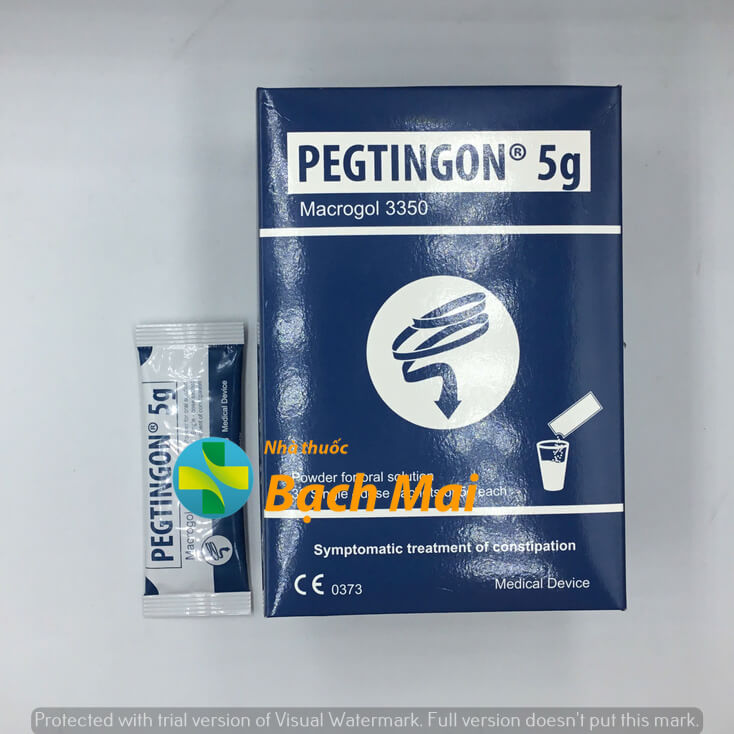 PEGTINGON® 5g
Macrogol 3350
Powder for oral solution
Nhà thuốc
Bạch Mai
Symptomatic treatment of constipation
CE 0373
Medical Device
PEGTINGON® 5g
Macrogol
Medical Device
Protected with trial version of Visual Watermark. Full version doesn't put this mark.